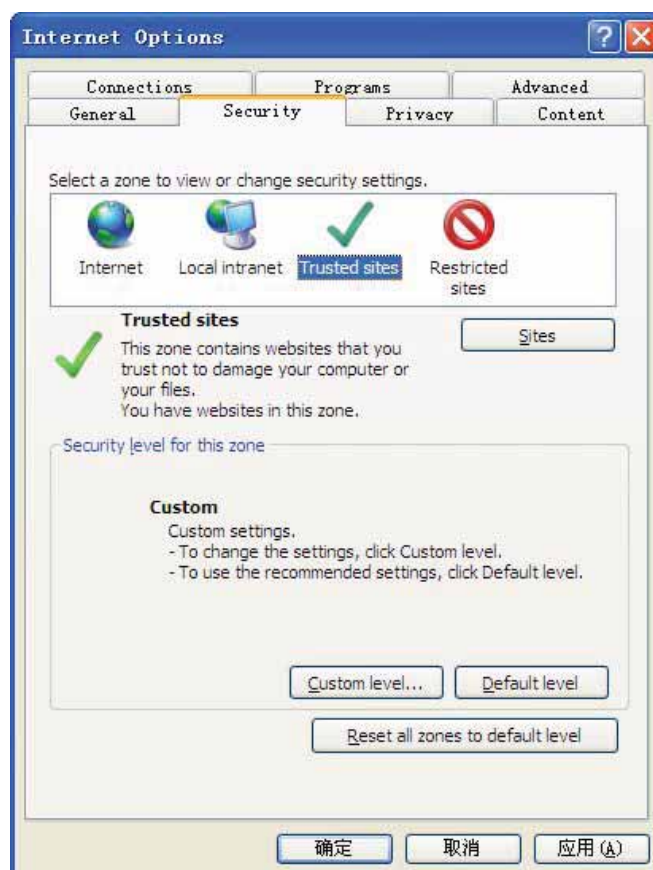 Internet Options
Connections Programs Advanced
General Security Privacy Content
Select a zone to view or change security settings.
Internet Local intranet Trusted sites Restricted sites
Trusted sites
Sites
This zone contains websites that you
trust not to damage your computer or
your files.
You have websites in this zone.
Security level for this zone
Custom
Custom settings.
- To change the settings, click Custom level.
- To use the recommended settings, click Default level.
Custom level... Default level
Reset all zones to default level
确定 取消 应用(A)